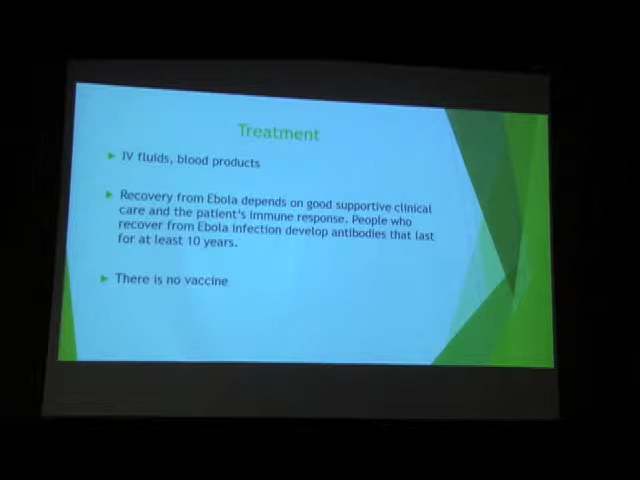 Treatment
IV fluids, blood products
Recovery from Ebola depends on good supportive clinical
care and the patient's immune response. People who
recover from Ebola infection develop antibodies that last
for at least 10 years.
There is no vaccine